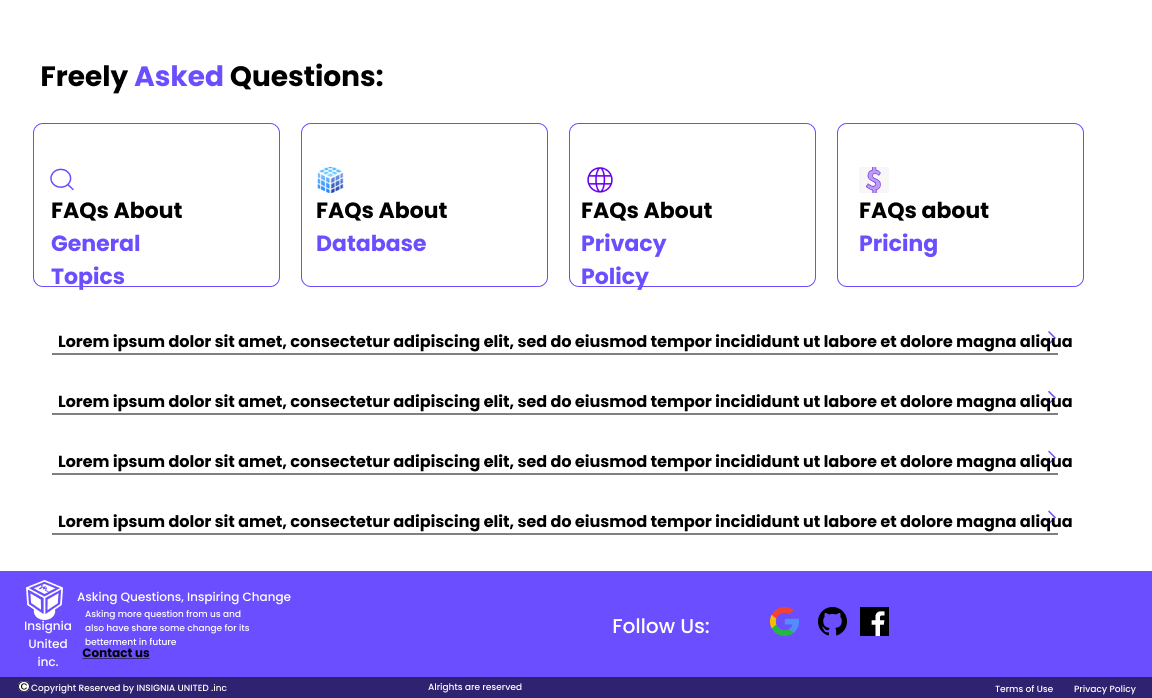 Freely Asked Questions:
FAQs About
General
Topics
FAQs About
Database
FAQs About
Privacy
Policy
FAQs about
Pricing
Lorem ipsum dolor sit amet, consectetur adipiscing elit, sed do eiusmod tempor incididunt ut labore et dolore magna aliqua
Lorem ipsum dolor sit amet, consectetur adipiscing elit, sed do eiusmod tempor incididunt ut labore et dolore magna aliqua
Lorem ipsum dolor sit amet, consectetur adipiscing elit, sed do eiusmod tempor incididunt ut labore et dolore magna aliqua
Lorem ipsum dolor sit amet, consectetur adipiscing elit, sed do eiusmod tempor incididunt ut labore et dolore magna aliqua
Insignia
United
inc.
Asking Questions, Inspiring Change
Asking more question from us and
also have share some change for its
betterment in future
Contact us
Follow Us:
© Copyright Reserved by INSIGNIA UNITED .inc
Alrights are reserved
Terms of Use
Privacy Policy